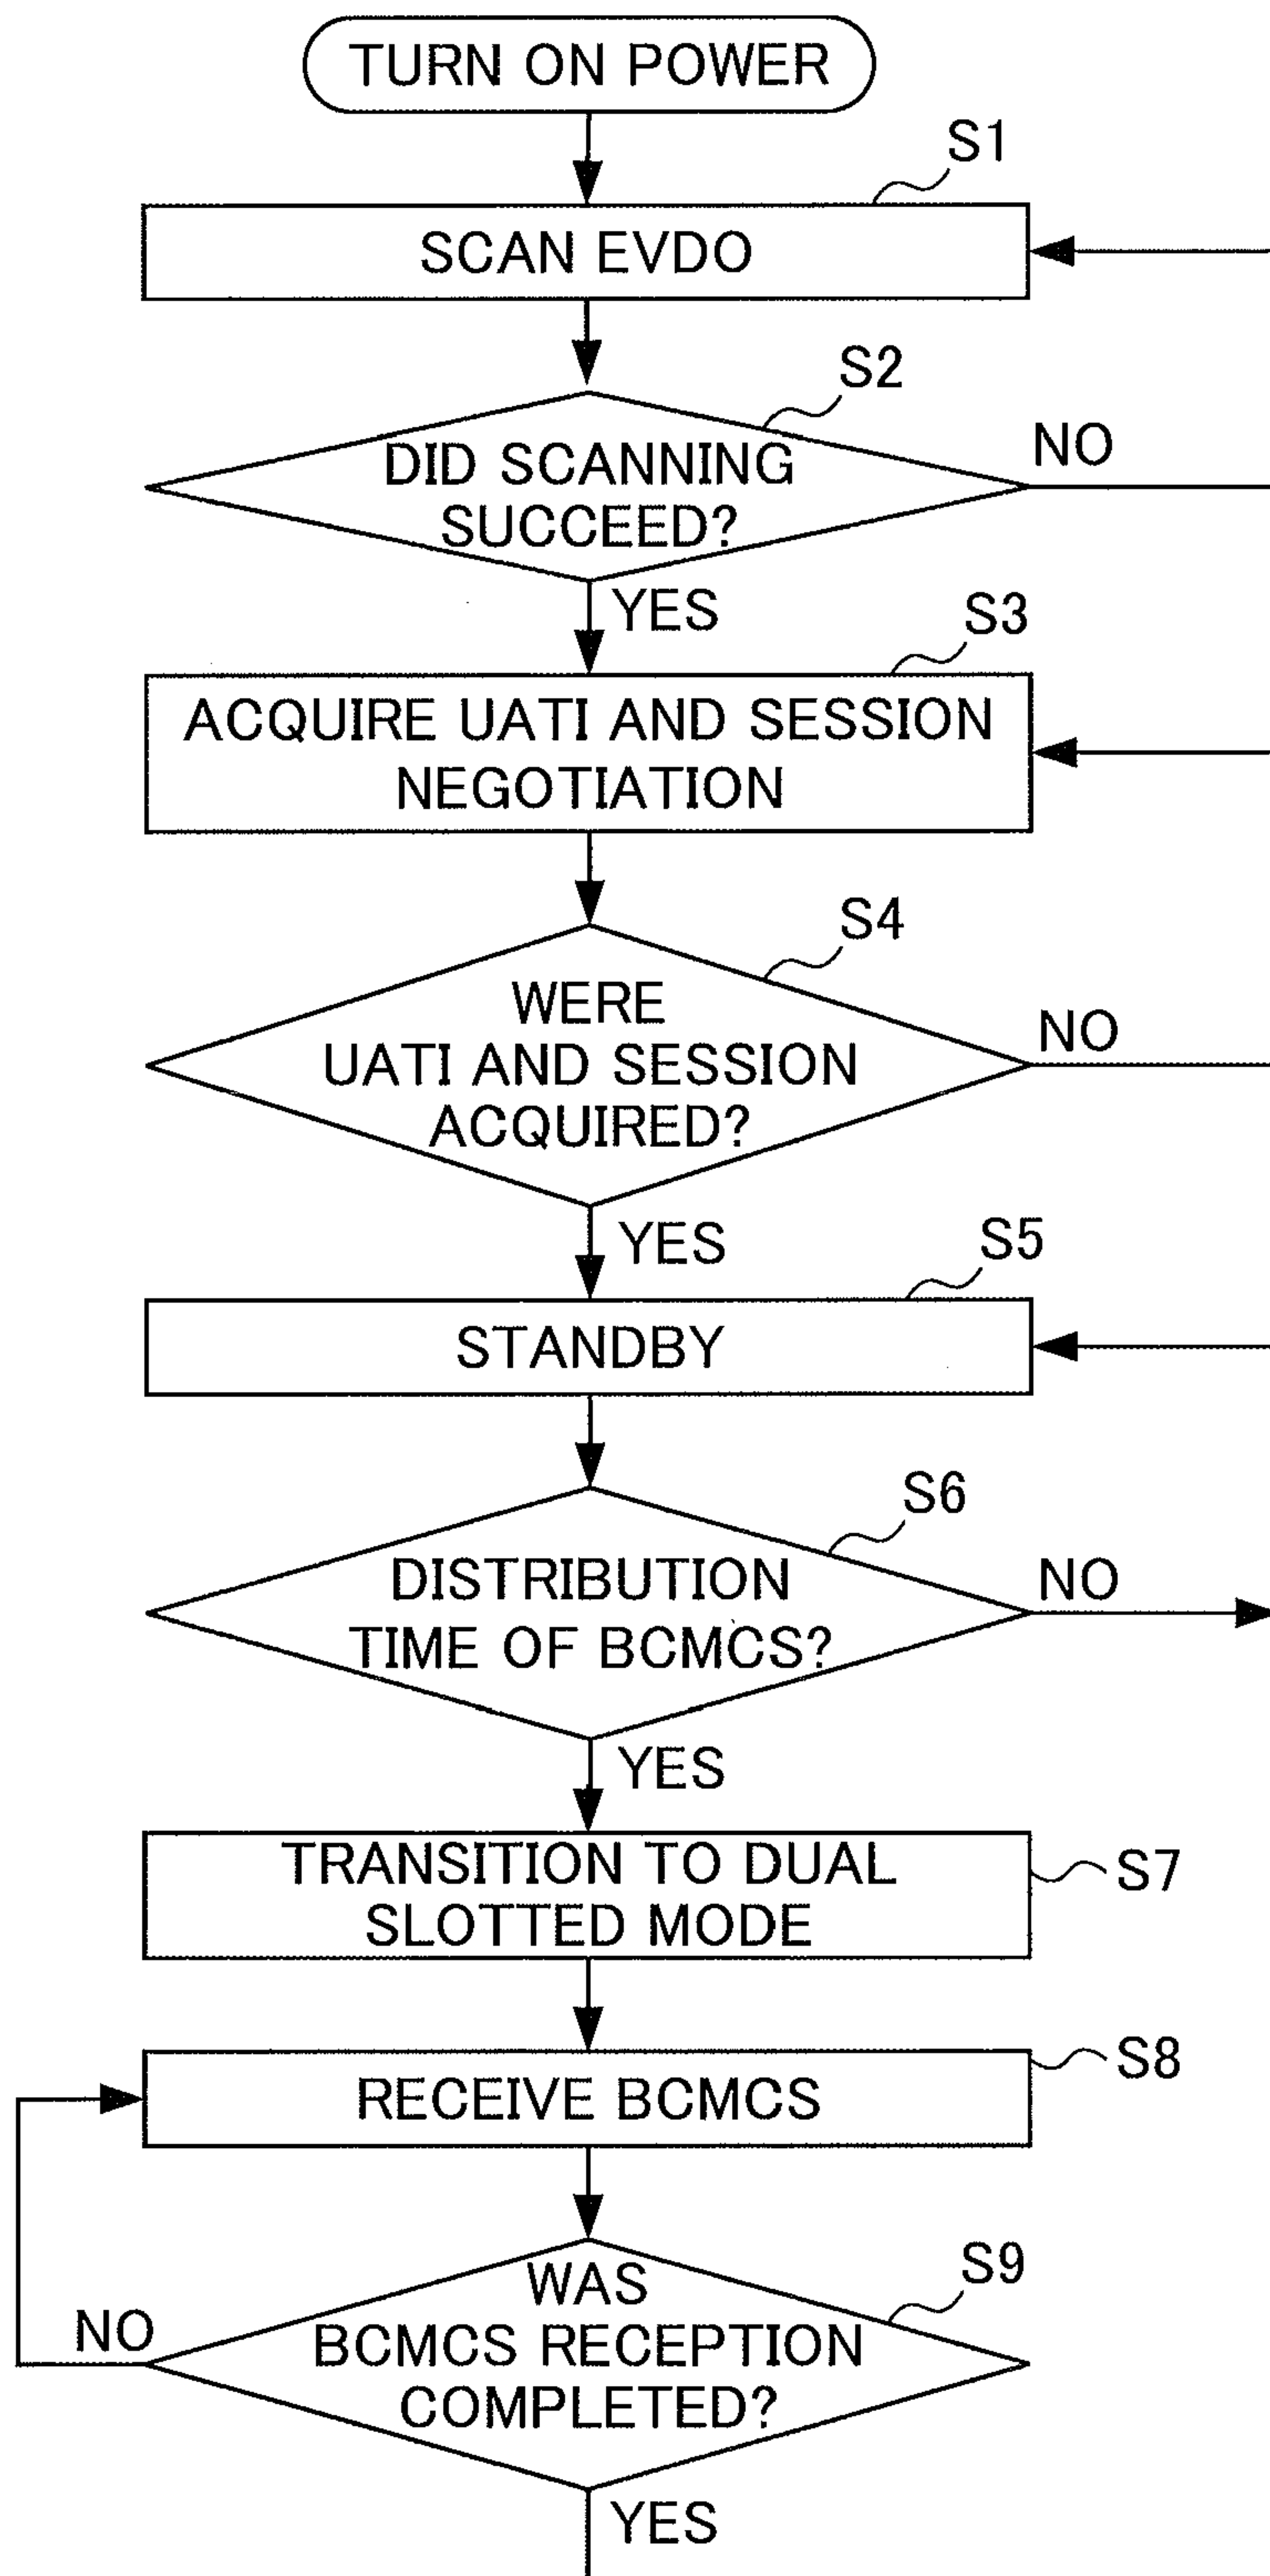 TURN ON POWER
S1
SCAN EVDO
S2
DID SCANNING
SUCCEED?
NO
YES
S3
ACQUIRE UATI AND SESSION
NEGOTIATION
S4
WERE
UATI AND SESSION
ACQUIRED?
NO
YES
S5
STANDBY
S6
DISTRIBUTION
TIME OF BCMCS?
NO
YES
TRANSITION TO DUAL
SLOTTED MODE
S7
S8
RECEIVE BCMCS
S9
WAS
BCMCS RECEPTION
COMPLETED?
NO
YES